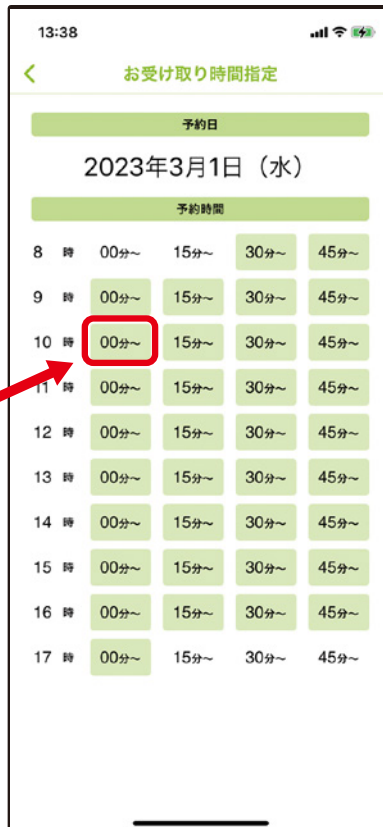 13:38
お受け取り時間指定
予約日
2023年3月1日（水）
予約時間
8 時 00分~ 15分~ 30分~ 45分~
9 時 00分~ 15分~ 30分~ 45分~
10 時 00分~ 15分~ 30分~ 45分~
11 時 00分~ 15分~ 30分~ 45分~
12 時 00分~ 15分~ 30分~ 45分~
13 時 00分~ 15分~ 30分~ 45分~
14 時 00分~ 15分~ 30分~ 45分~
15 時 00分~ 15分~ 30分~ 45分~
16 時 00分~ 15分~ 30分~ 45分~
17 時 00分~ 15分~ 30分~ 45分~